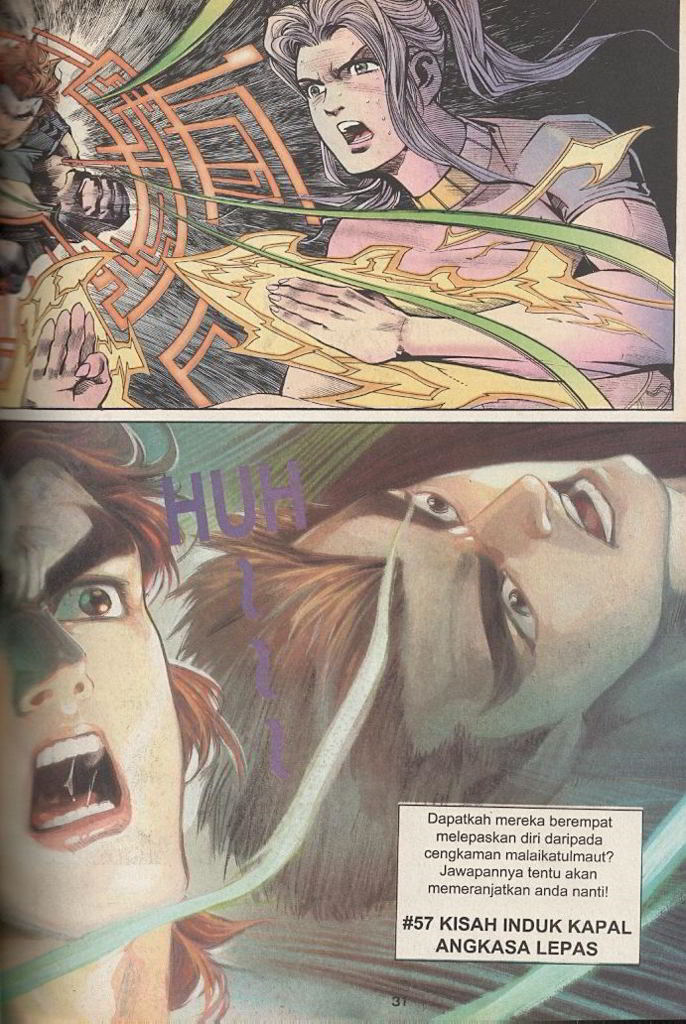 HUH
~
~
~
~
Dapatkah mereka berempat
melepaskan diri daripada
cengkaman malaikatulmaut?
Jawapannya tentu akan
memeranjatkan anda nanti!
#57 KISAH INDUK KAPAL
ANGKASA LEPAS
31